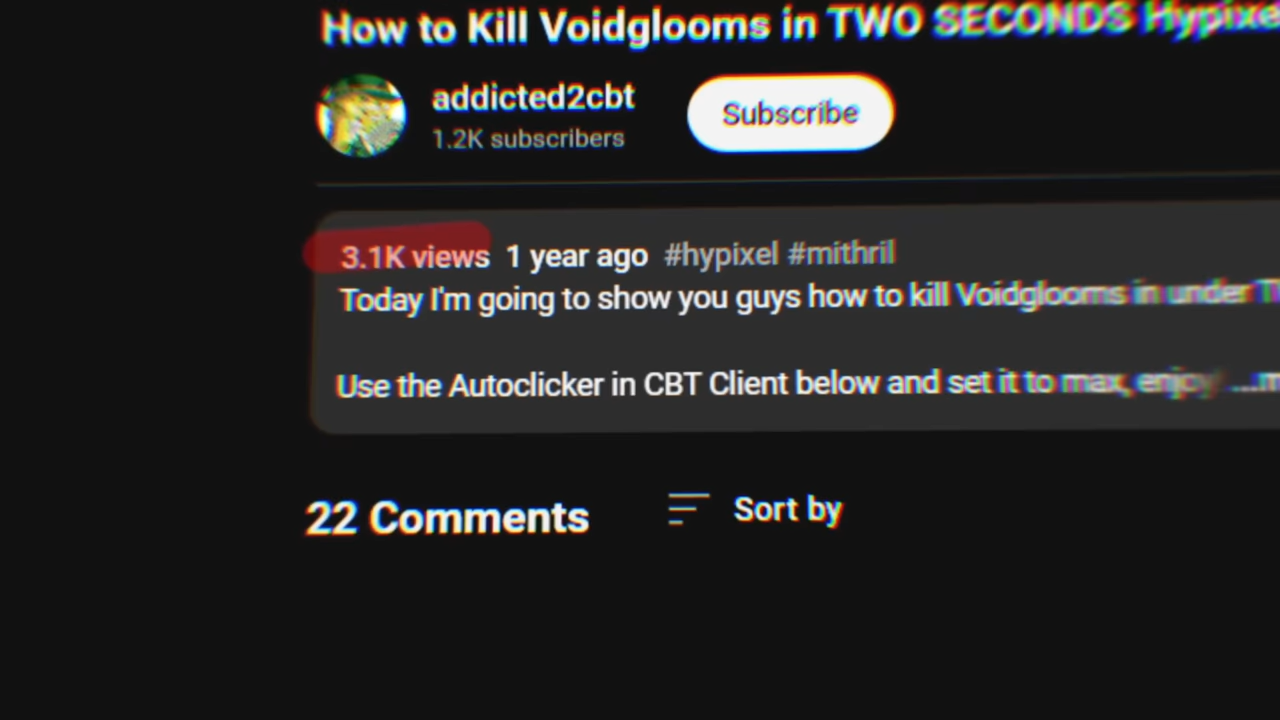 How to Kill Voidglooms in TWO SECONDS Hypixe
addicted2cbt
Subscribe
1.2K subscribers
3.1K views 1 year ago #hypixel #mithril
Today I'm going to show you guys how to kill Voidglooms in under
Use the Autoclicker in CBT Client below and set it to max, enjoy ...m
22 Comments
Sort by